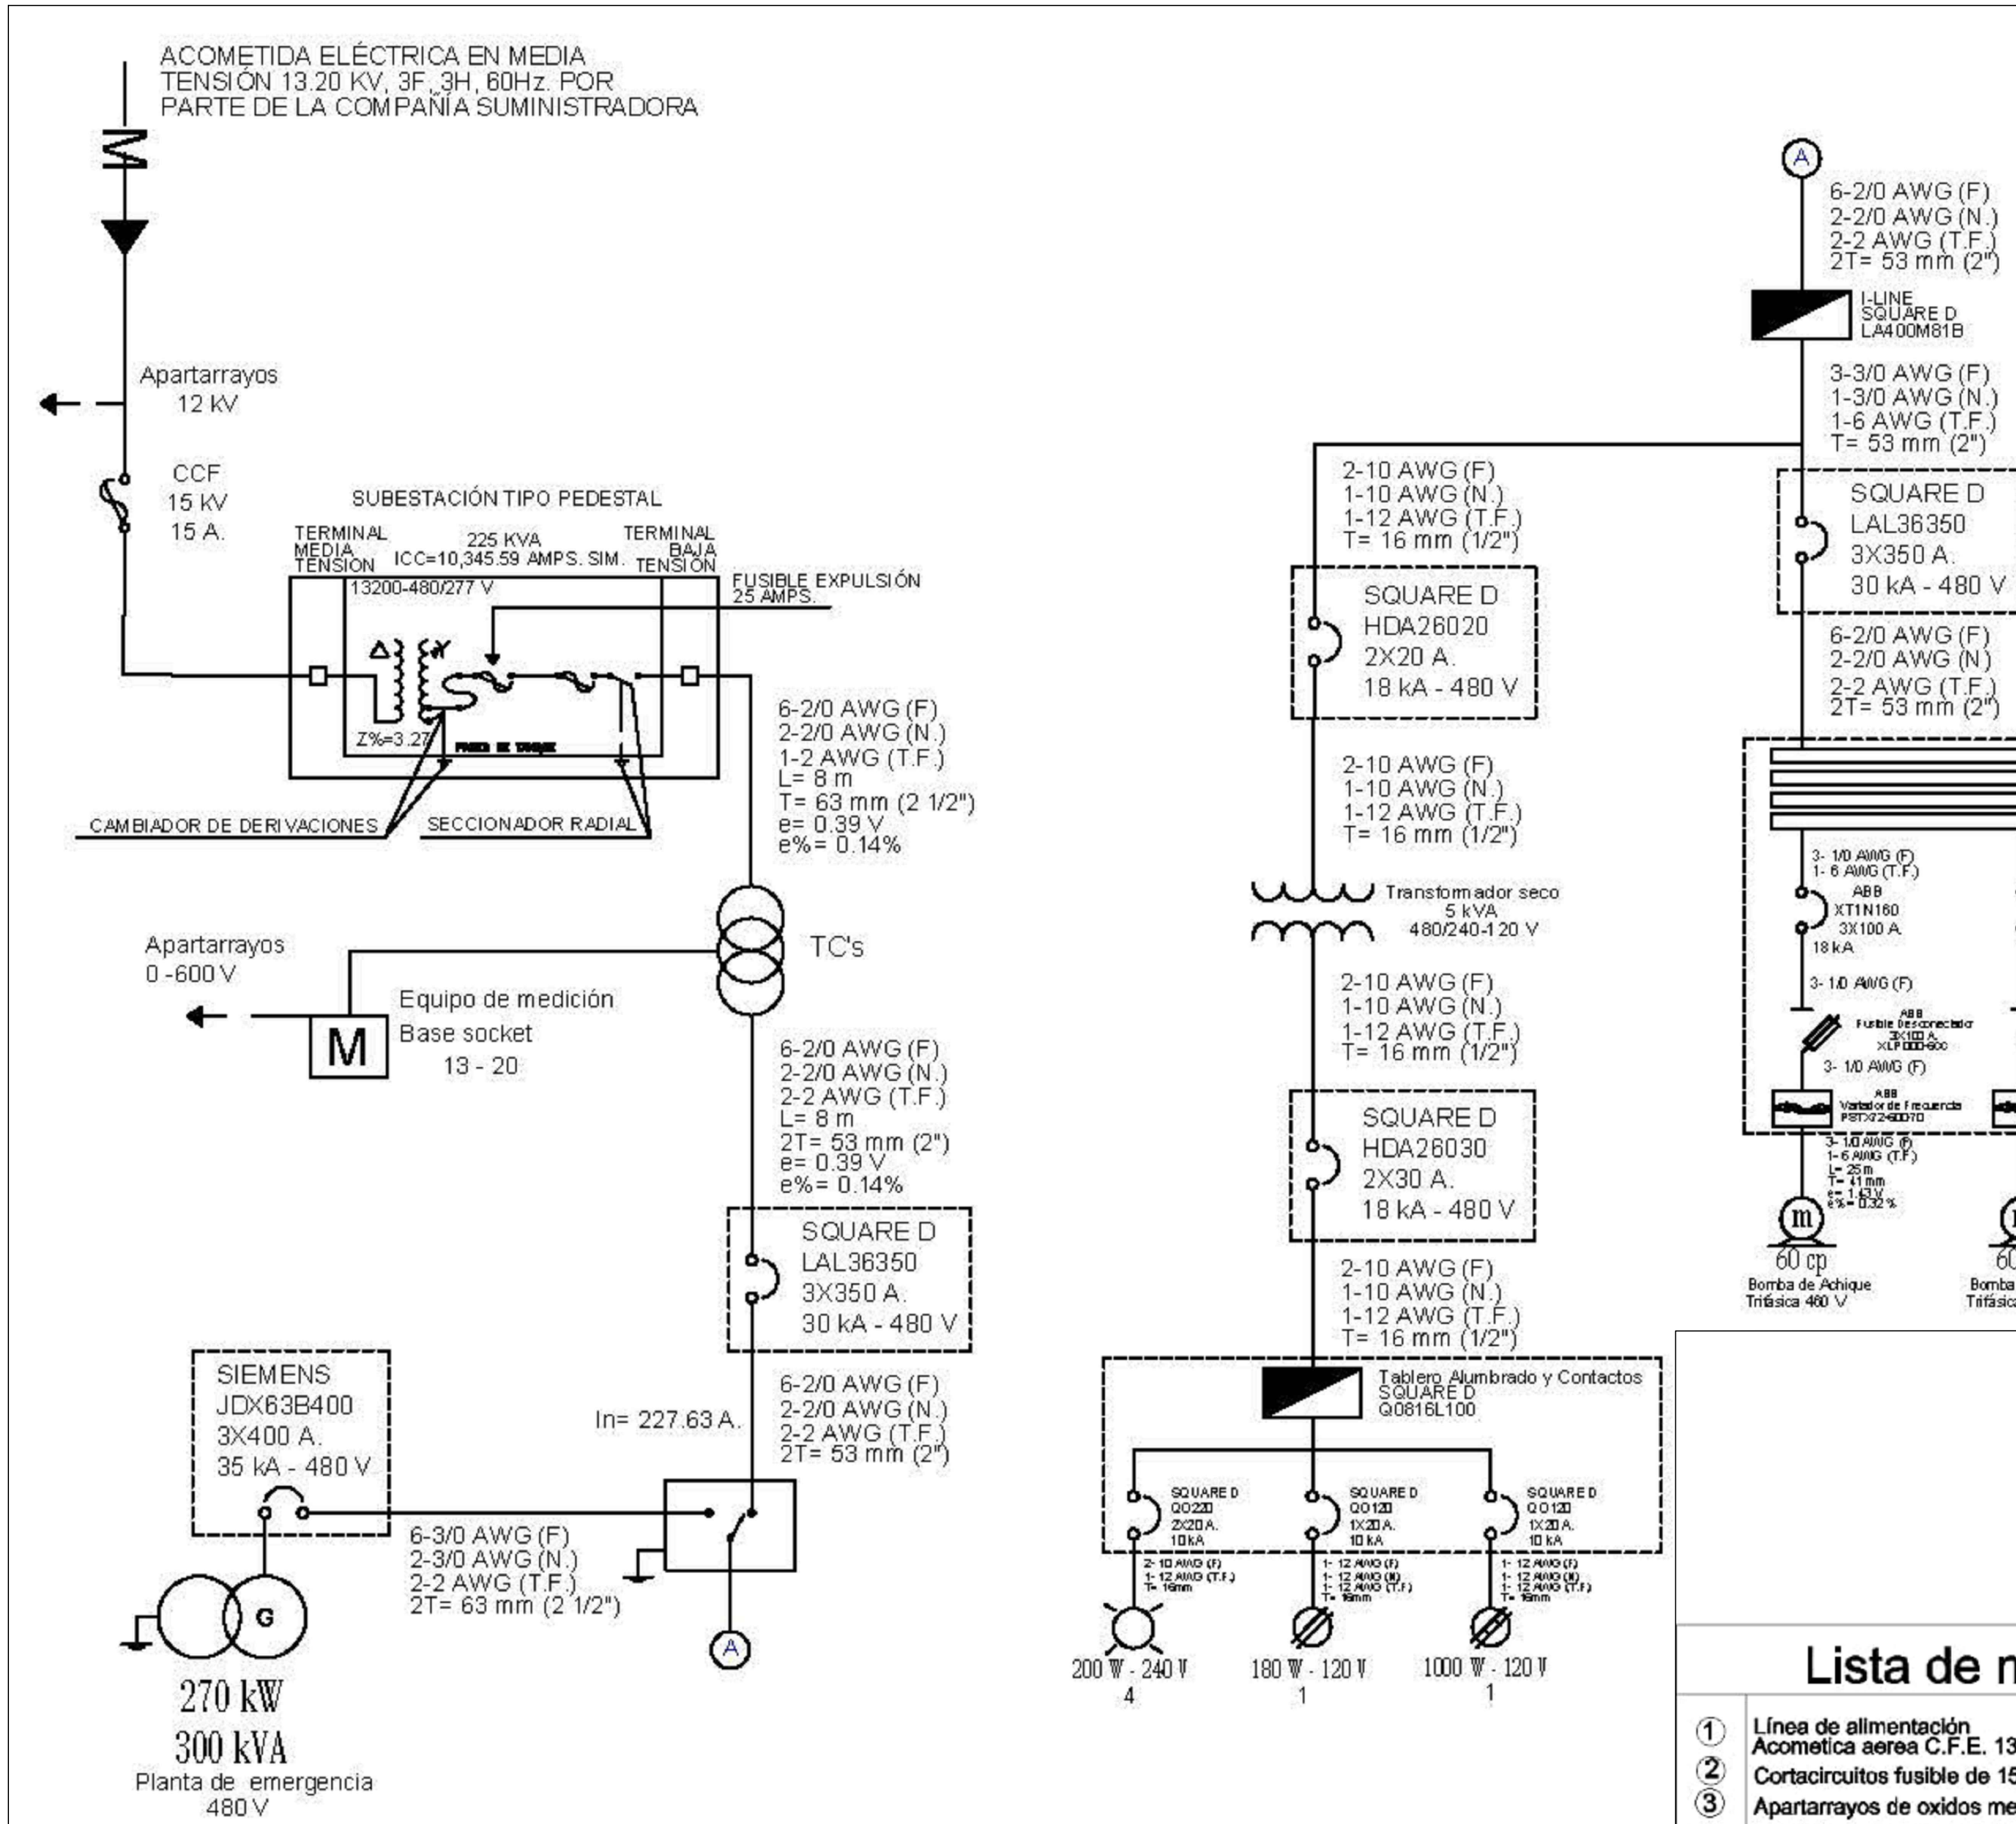 ACOMETIDA ELÉCTRICA EN MEDIA
TENSIÓN 13.20 KV, 3F, 3H, 60Hz. POR
PARTE DE LA COMPAÑÍA SUMINISTRADORA
Apartarrayos
12 KV
CCF
15 KV
15 A.
SUBESTACIÓN TIPO PEDESTAL
TERMINAL
MEDIA
TENSIÓN
225 KVA
ICC=10,345.59 AMPS. SIM.
TERMINAL
BAJA
TENSIÓN
13200-480/277 V
FUSIBLE EXPULSIÓN
25 AMPS.
Z%=3.27
CAMBIADOR DE DERIVACIONES
SECCIONADOR RADIAL
6-2/0 AWG (F)
2-2/0 AWG (N.)
1-2 AWG (T.F.)
L= 8 m
T= 63 mm (2 1/2")
e= 0.39 V
e%= 0.14%
TC's
Apartarrayos
0 -600 V
M
Equipo de medición
Base socket
13 - 20
6-2/0 AWG (F)
2-2/0 AWG (N.)
2-2 AWG (T.F.)
L= 8 m
2T= 53 mm (2")
e= 0.39 V
e%= 0.14%
SQUARE D
LAL36350
3X350 A.
30 kA - 480 V
6-2/0 AWG (F)
2-2/0 AWG (N.)
2-2 AWG (T.F.)
2T= 53 mm (2")
In= 227.63 A.
SIEMENS
JDX63B400
3X400 A.
35 kA - 480 V
6-3/0 AWG (F)
2-3/0 AWG (N.)
2-2 AWG (T.F.)
2T= 63 mm (2 1/2")
G
A
270 kW
300 kVA
Planta de emergencia
480 V
2-10 AWG (F)
1-10 AWG (N.)
1-12 AWG (T.F.)
T= 16 mm (1/2")
SQUARE D
HDA26020
2X20 A.
18 kA - 480 V
2-10 AWG (F)
1-10 AWG (N.)
1-12 AWG (T.F.)
T= 16 mm (1/2")
Transformador seco
5 kVA
480/240-120 V
2-10 AWG (F)
1-10 AWG (N.)
1-12 AWG (T.F.)
T= 16 mm (1/2")
SQUARE D
HDA26030
2X30 A.
18 kA - 480 V
2-10 AWG (F)
1-10 AWG (N.)
1-12 AWG (T.F.)
T= 16 mm (1/2")
Tablero Alumbrado y Contactos
SQUARE D
Q0816L100
SQUARE D
QO220
2X20 A.
10 kA
SQUARE D
QO120
1X20 A.
10 kA
SQUARE D
QO120
1X20 A.
10 kA
2- 10 AWG (F)
1- 12 AWG (T.F.)
T= 16mm
1- 12 AWG (F)
1- 12 AWG (N)
1- 12 AWG (T.F.)
T= 16mm
1- 12 AWG (F)
1- 12 AWG (N)
1- 12 AWG (T.F.)
T= 16mm
200 W - 240 V
4
180 W - 120 V
1
1000 W - 120 V
1
A
6-2/0 AWG (F)
2-2/0 AWG (N.)
2-2 AWG (T.F.)
2T= 53 mm (2")
I-LINE
SQUARE D
LA400M81B
3-3/0 AWG (F)
1-3/0 AWG (N.)
1-6 AWG (T.F.)
T= 53 mm (2")
SQUARE D
LAL36350
3X350 A.
30 kA - 480 V
6-2/0 AWG (F)
2-2/0 AWG (N)
2-2 AWG (T.F.)
2T= 53 mm (2")
3- 1/0 AWG (F)
1- 6 AWG (T.F.)
ABB
XT1N160
3X100 A.
18 kA
3- 1/0 AWG (F)
ABB
Fusible Desconectador
3X100 A.
3- 1/0 AWG (F)
ABB
Variador de Frecuencia
3- 1/0 AWG (F)
1- 6 AWG (T.F.)
L= 25 m
T= 41 mm
e= 1.43 V
e%= 0.32 %
m
60 cp
Bomba de Achique
Trifásica 460 V
60
Bomba
Trifásica
Lista de m
1 Línea de alimentación
Acometica aerea C.F.E. 13
2 Cortacircuitos fusible de 15
3 Apartarrayos de oxidos me